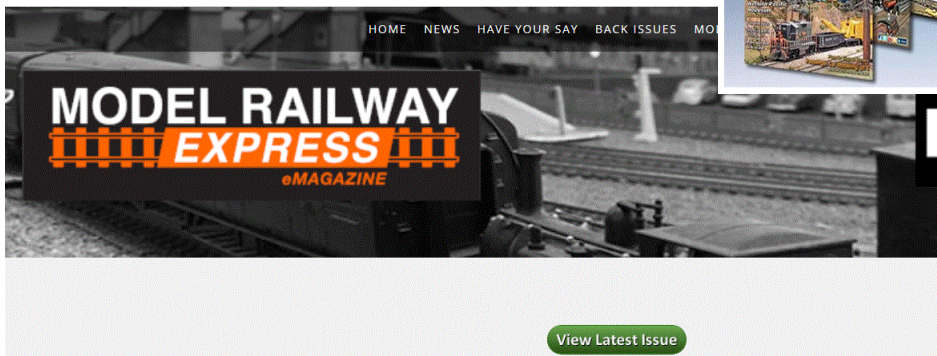 HOME NEWS HAVE YOUR SAY BACK ISSUES
MODEL RAILWAY
EXPRESS
eMAGAZINE
View Latest Issue